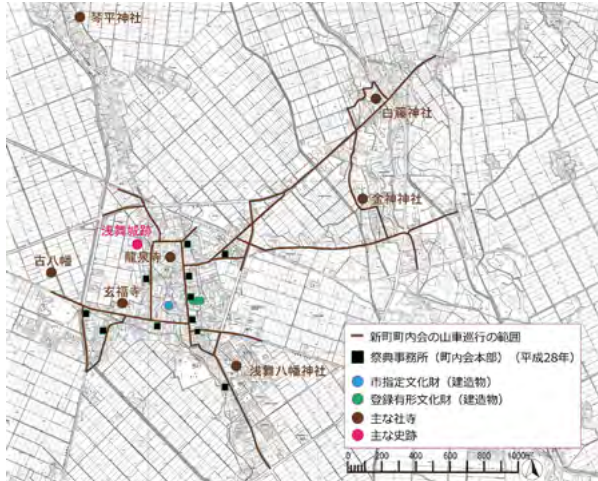 琴平神社
白籐神社
金神神社
浅舞城跡
龍泉寺
古八幡
玄福寺
浅舞八幡神社
新町町内会の山車巡行の範囲
祭典事務所（町内会本部）（平成28年）
市指定文化財（建造物）
登録有形文化財（建造物）
主な社寺
主な史跡
0 200 400 600 800 1000m